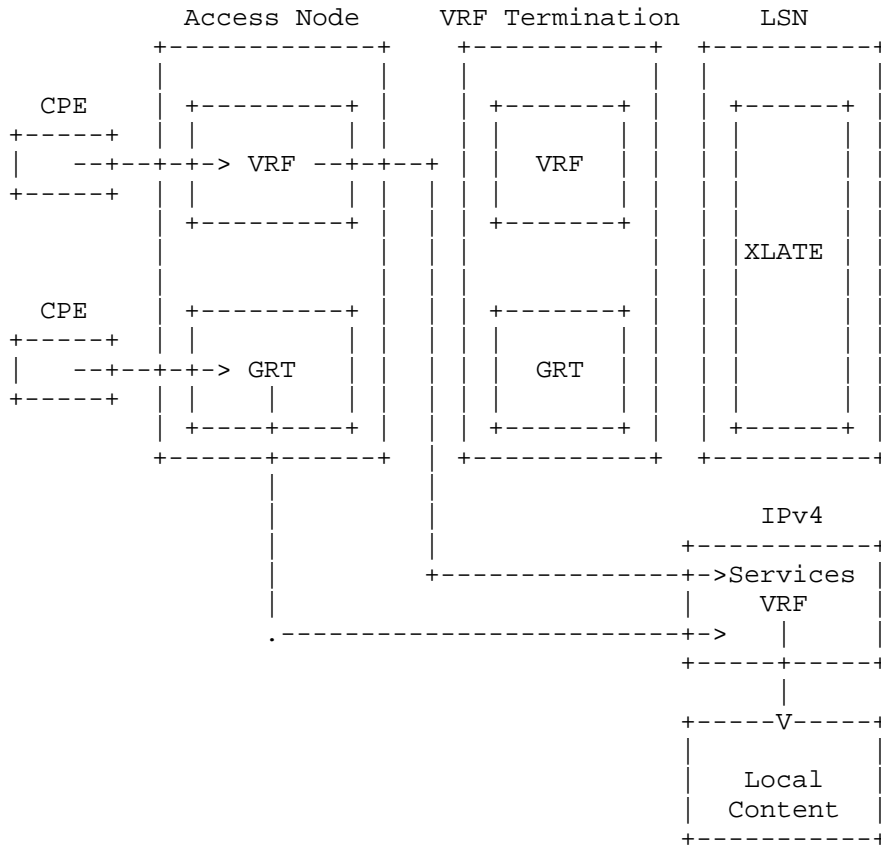 Access Node VRF Termination LSN
CPE
VRF VRF
XLATE
CPE
GRT GRT
IPv4
Services
VRF
Local
Content